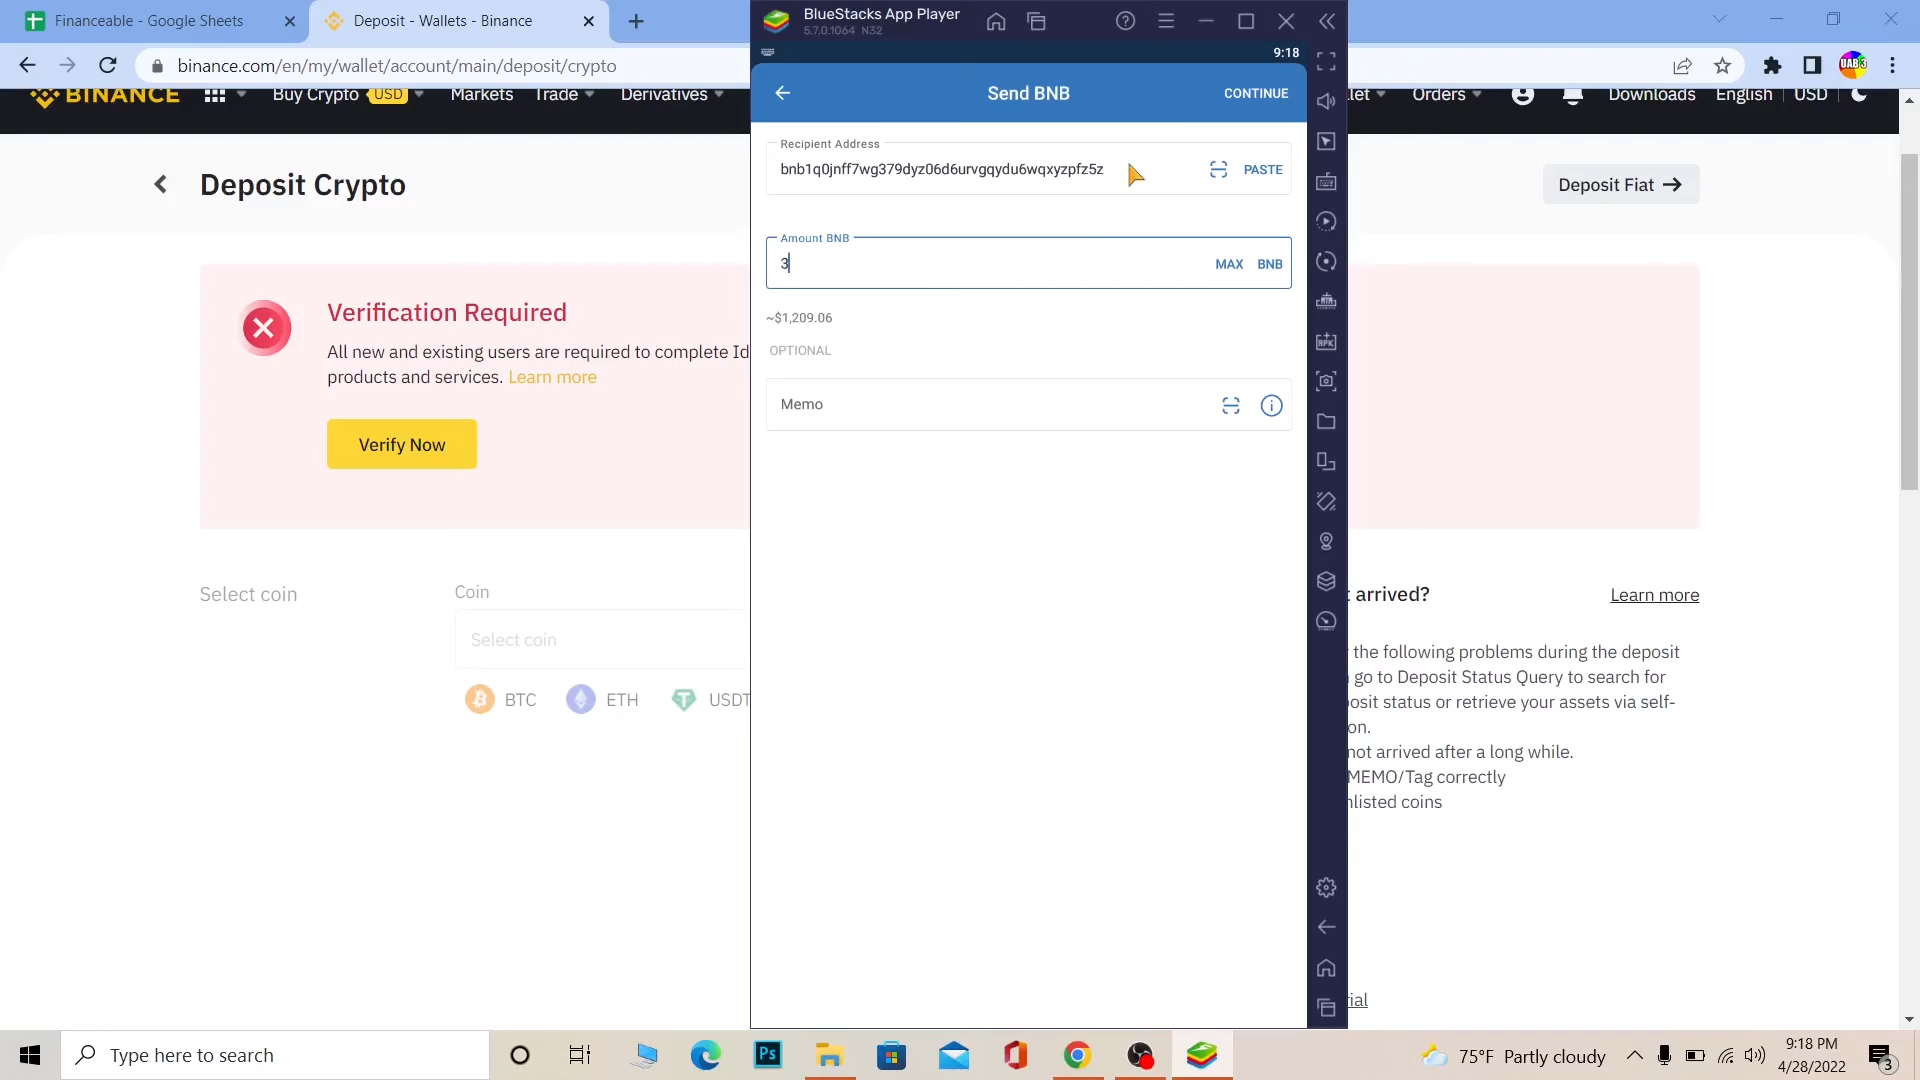 Financeable - Google Sheets
Deposit - Wallets - Binance
binance.com/en/my/wallet/account/main/deposit/crypto
BINANCE
Buy Crypto USD
Markets
Trade
Derivatives
Orders
Downloads
English
USD
Deposit Crypto
Deposit Fiat
Verification Required
All new and existing users are required to complete Id
products and services. Learn more
Verify Now
Select coin
Coin
Select coin
BTC
ETH
USDT
BlueStacks App Player
5.7.0.1064 N32
9:18
Send BNB
CONTINUE
Recipient Address
bnb1q0jnff7wg379dyz06d6urvgqydu6wqxyzpfz5z
PASTE
Amount BNB
3
MAX BNB
~$1,209.06
OPTIONAL
Memo
arrived?
Learn more
the following problems during the deposit
go to Deposit Status Query to search for
posit status or retrieve your assets via self-
on.
not arrived after a long while.
MEMO/Tag correctly
nlisted coins
rial
Type here to search
Ps
75°F Partly cloudy
9:18 PM
4/28/2022
3